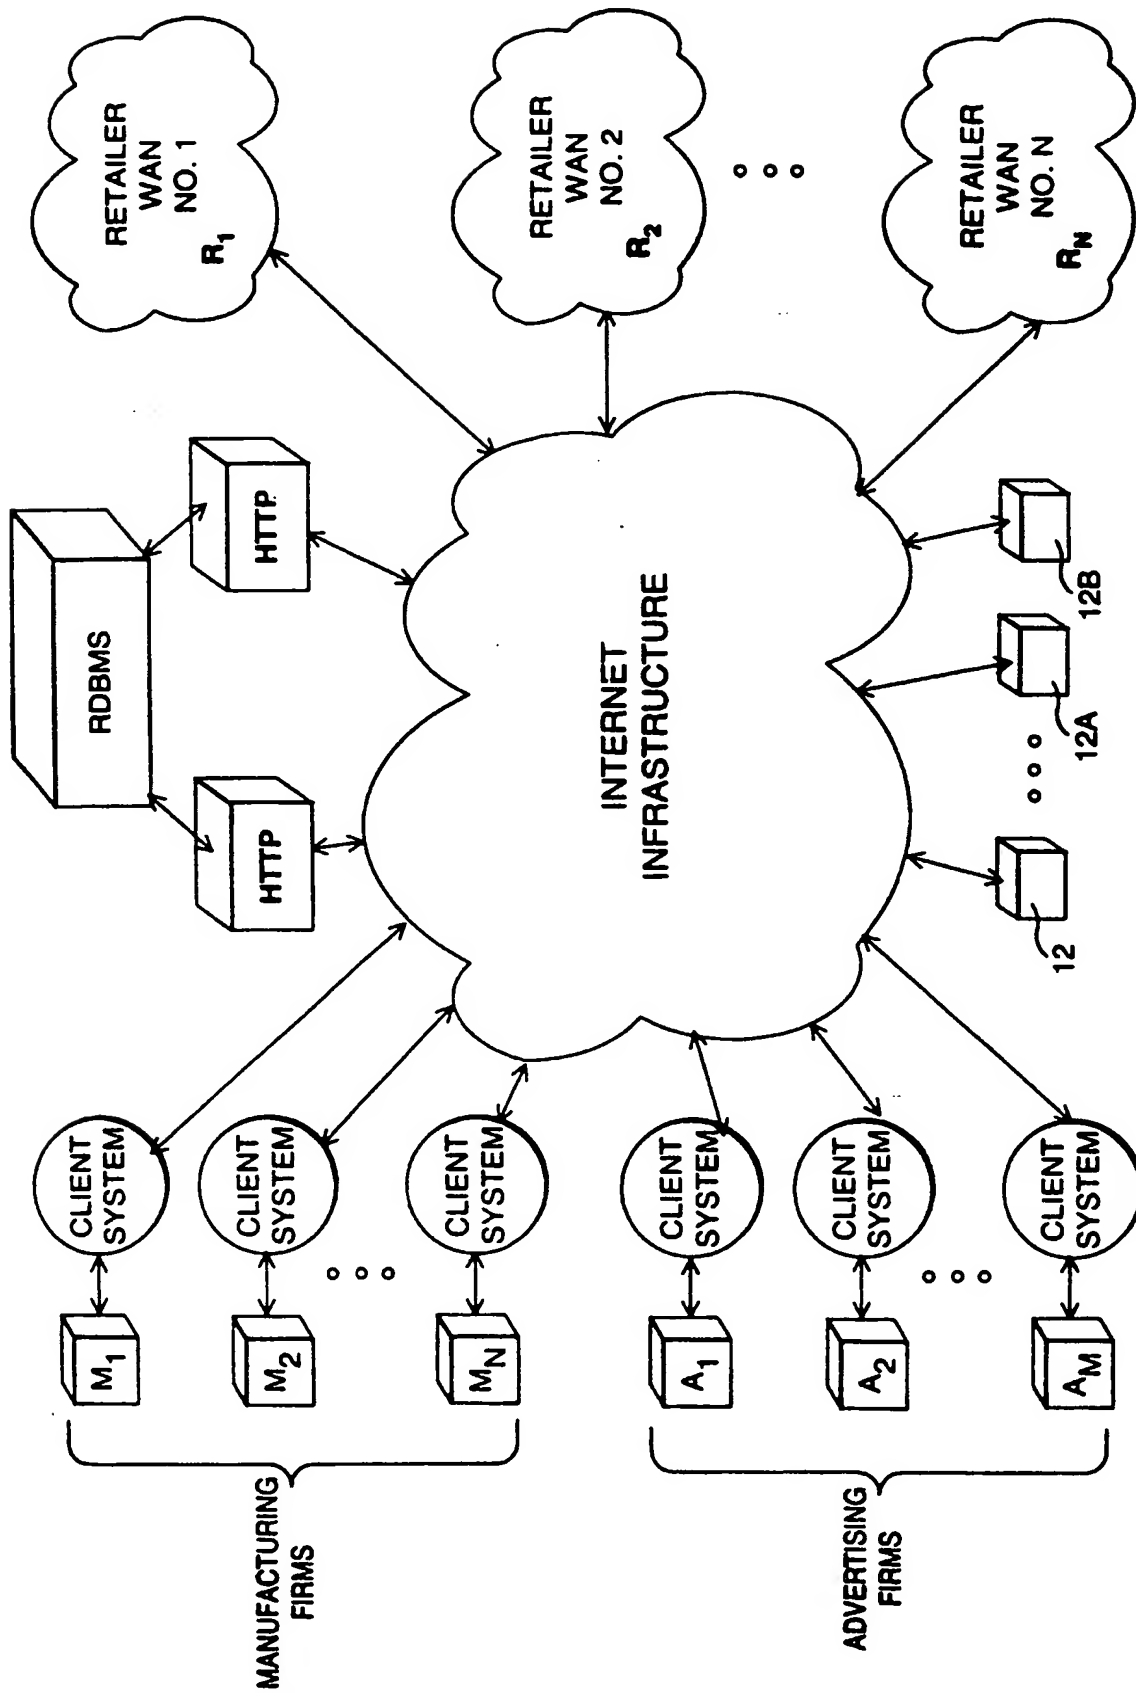 RDBMS
HTTP
HTTP
RETAILER
WAN
NO. 1
R1
RETAILER
WAN
NO. 2
R2
RETAILER
WAN
NO. N
RN
INTERNET
INFRASTRUCTURE
MANUFACTURING
FIRMS
M1
CLIENT
SYSTEM
M2
CLIENT
SYSTEM
MN
CLIENT
SYSTEM
ADVERTISING
FIRMS
A1
CLIENT
SYSTEM
A2
CLIENT
SYSTEM
AM
CLIENT
SYSTEM
12
12A
12B